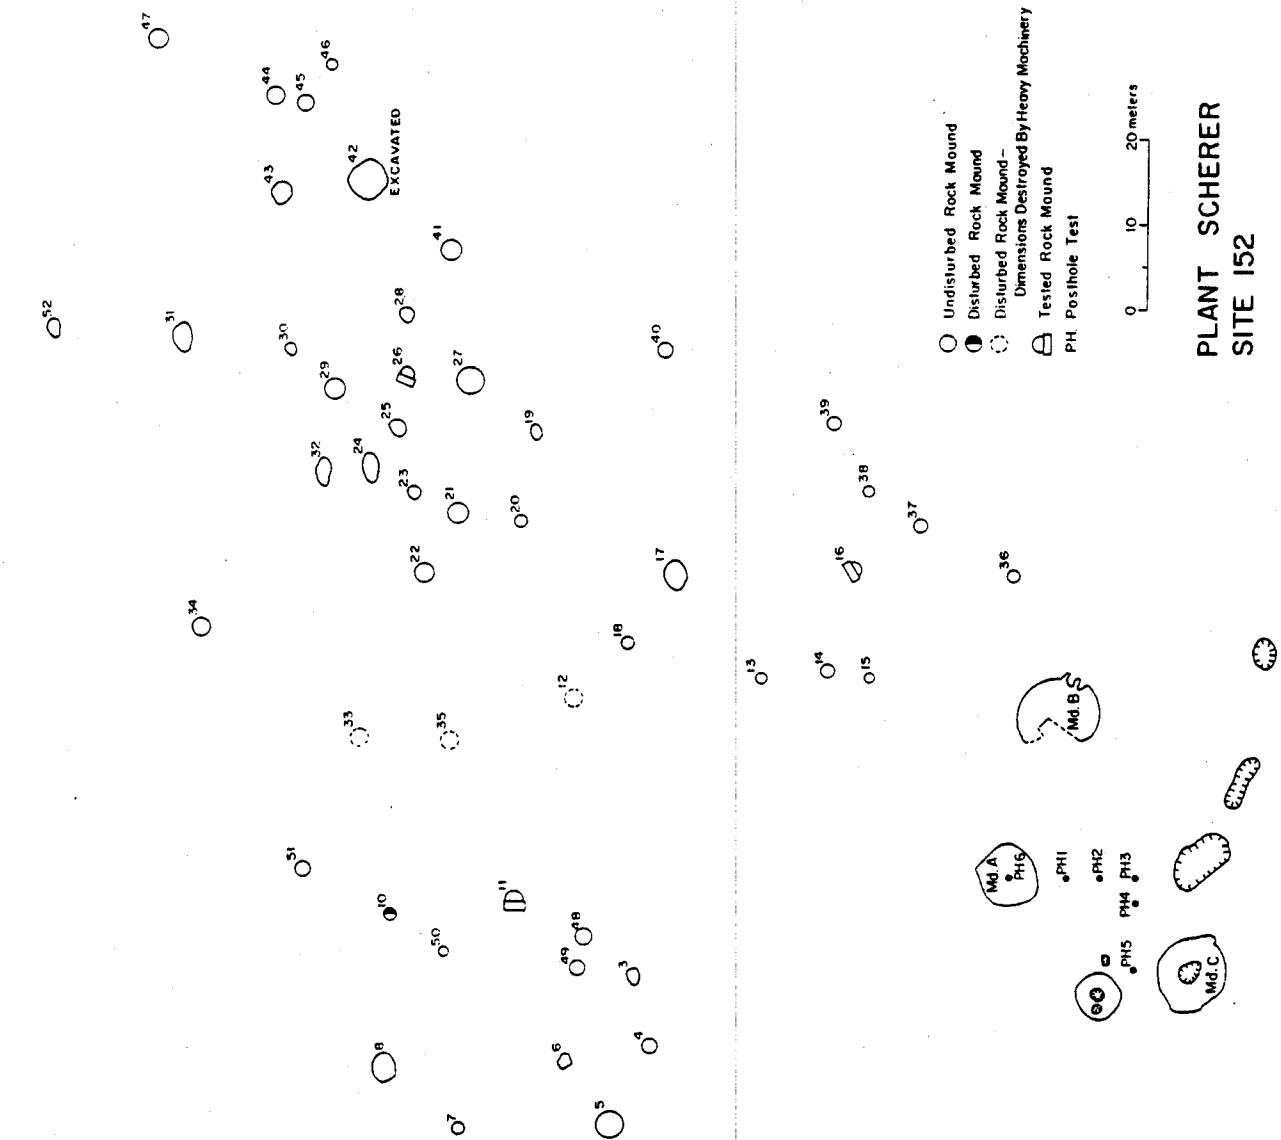 47
46
44
45
42
EXCAVATED
43
41
52
31
30
28
29
26
27
40
25
19
39
32
24
23
21
20
38
37
22
17
16
36
34
18
13
14
15
12
33
35
Md. B
51
10
11
50
48
49
3
Md. A
PH6
PH1
PH2
PH3
PH4
PH5
Md. C
8
6
4
7
5
Undisturbed Rock Mound
Disturbed Rock Mound
Disturbed Rock Mound-
Dimensions Destroyed By Heavy Machinery
Tested Rock Mound
PH. Posthole Test
0 10 20 meters
PLANT SCHERER
SITE 152